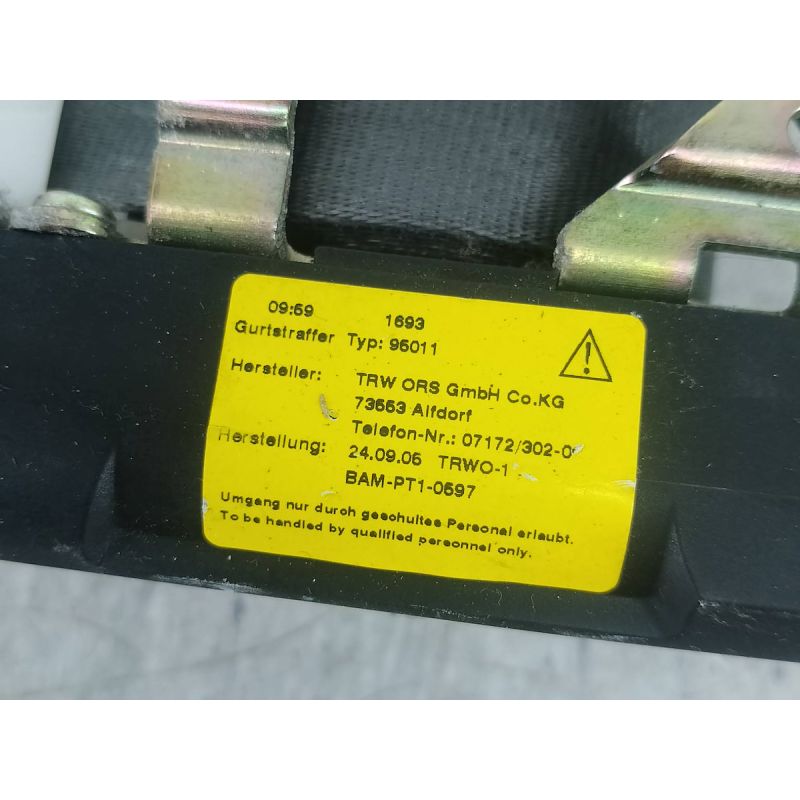 09:59 1693
Gurtstraffer Typ: 95011
Hersteller: TRW ORS GmbH Co.KG
73553 Alfdorf
Telefon-Nr.: 07172/302-0
Herstellung: 24.09.05 TRWO-1
BAM-PT1-0597
Umgang nur durch geschultes Personal erlaubt.
To be handled by qualified personnel only.